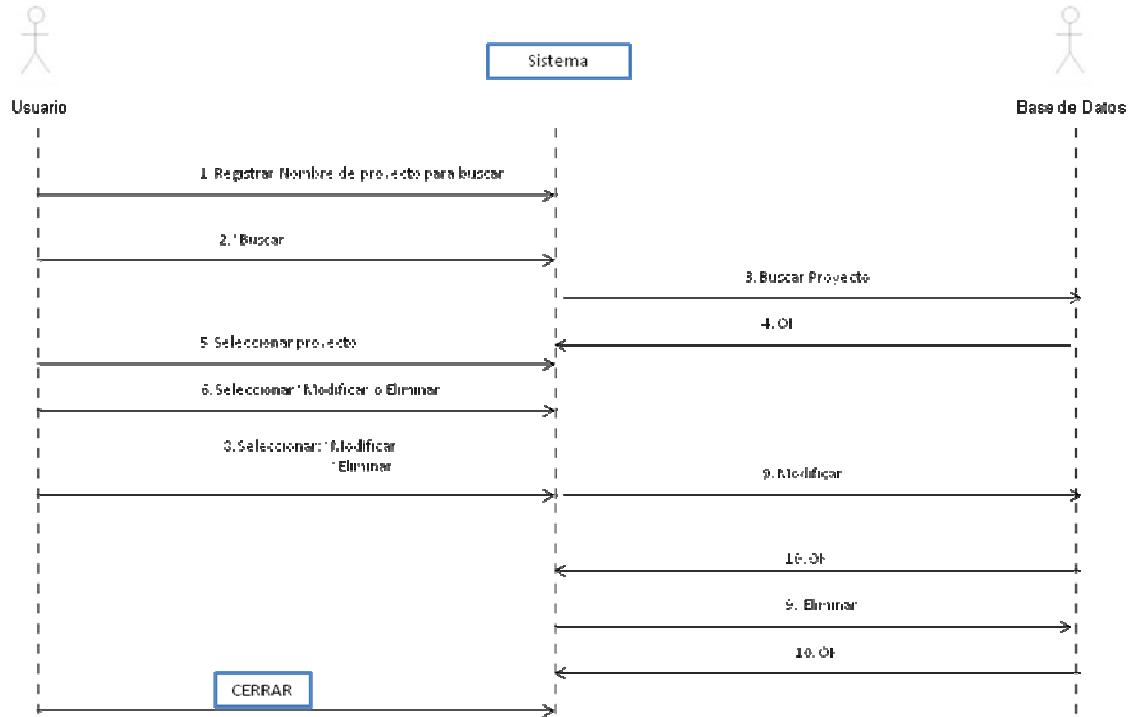 Sistema
Usuario
Base de Datos
1. Registrar Nombre de proyecto para buscar
2. "Buscar
3. Buscar Proyecto
4. OK
5. Seleccionar proyecto
6. Seleccionar "Modificar o Eliminar
Seleccionar: "Modificar
"Eliminar
9. Modificar
10. OK
9. Eliminar
10. OK
CERRAR